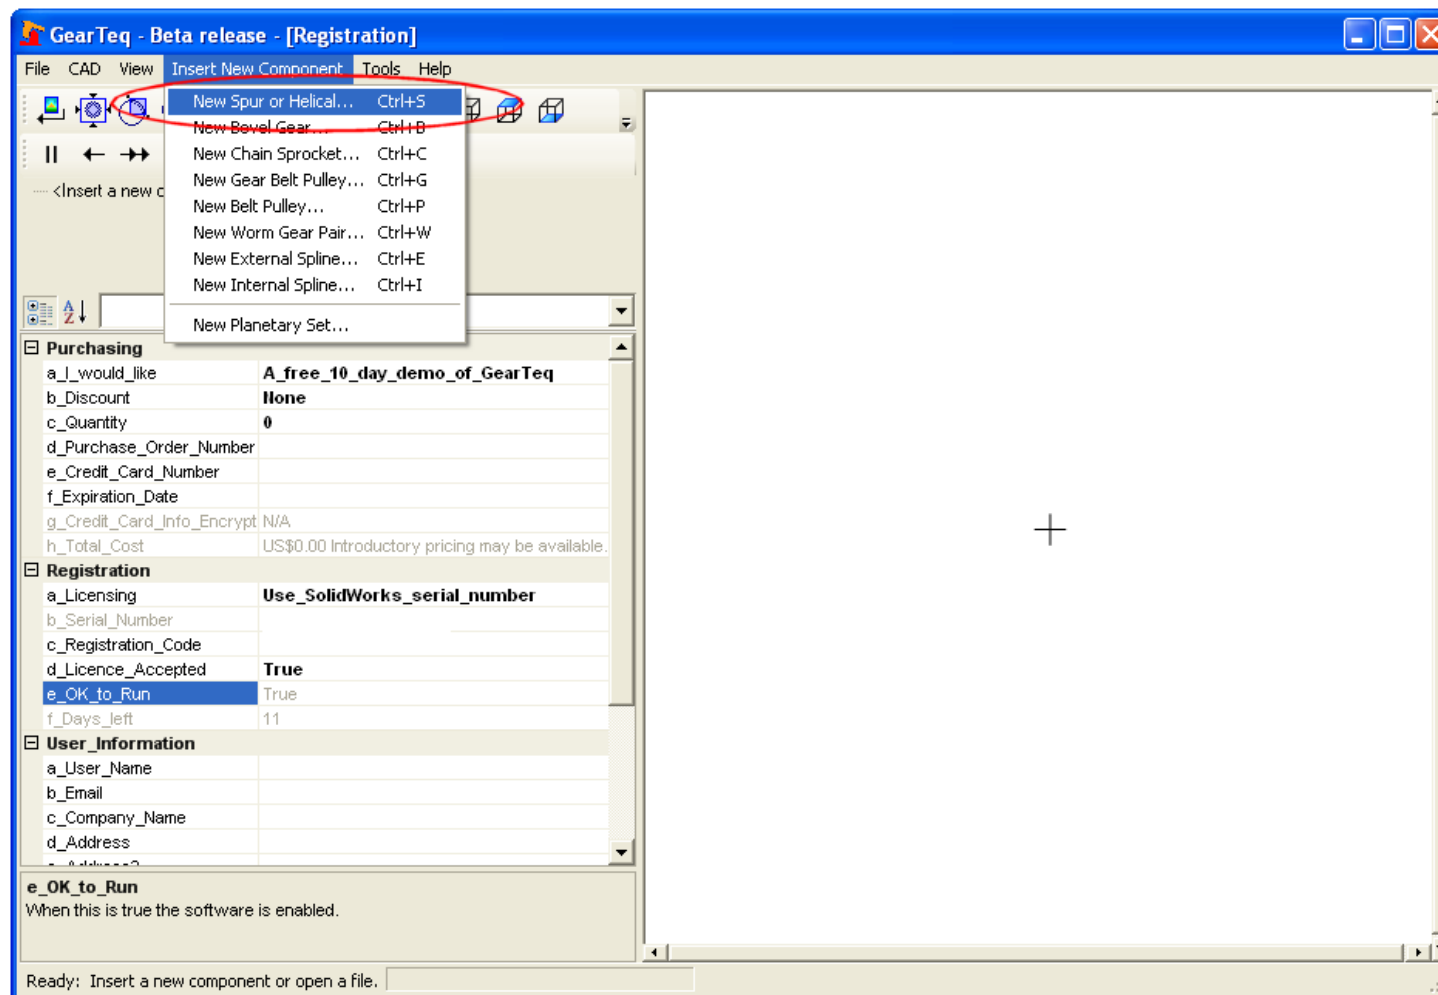 GearTeq - Beta release - [Registration]
File CAD View Insert New Component Tools Help
New Spur or Helical... Ctrl+S
New Bevel Gear... Ctrl+B
New Chain Sprocket... Ctrl+C
<Insert a new c
New Gear Belt Pulley... Ctrl+G
New Belt Pulley... Ctrl+P
New Worm Gear Pair... Ctrl+W
New External Spline... Ctrl+E
New Internal Spline... Ctrl+I
New Planetary Set...
Purchasing
a_I_would_like A_free_10_day_demo_of_GearTeq
b_Discount None
c_Quantity 0
d_Purchase_Order_Number
e_Credit_Card_Number
f_Expiration_Date
g_Credit_Card_Info_Encrypt N/A
h_Total_Cost US$0.00 Introductory pricing may be available.
Registration
a_Licensing Use_SolidWorks_serial_number
b_Serial_Number
c_Registration_Code
d_Licence_Accepted True
e_OK_to_Run True
f_Days_left 11
User_Information
a_User_Name
b_Email
c_Company_Name
d_Address
e_OK_to_Run
When this is true the software is enabled.
Ready: Insert a new component or open a file.